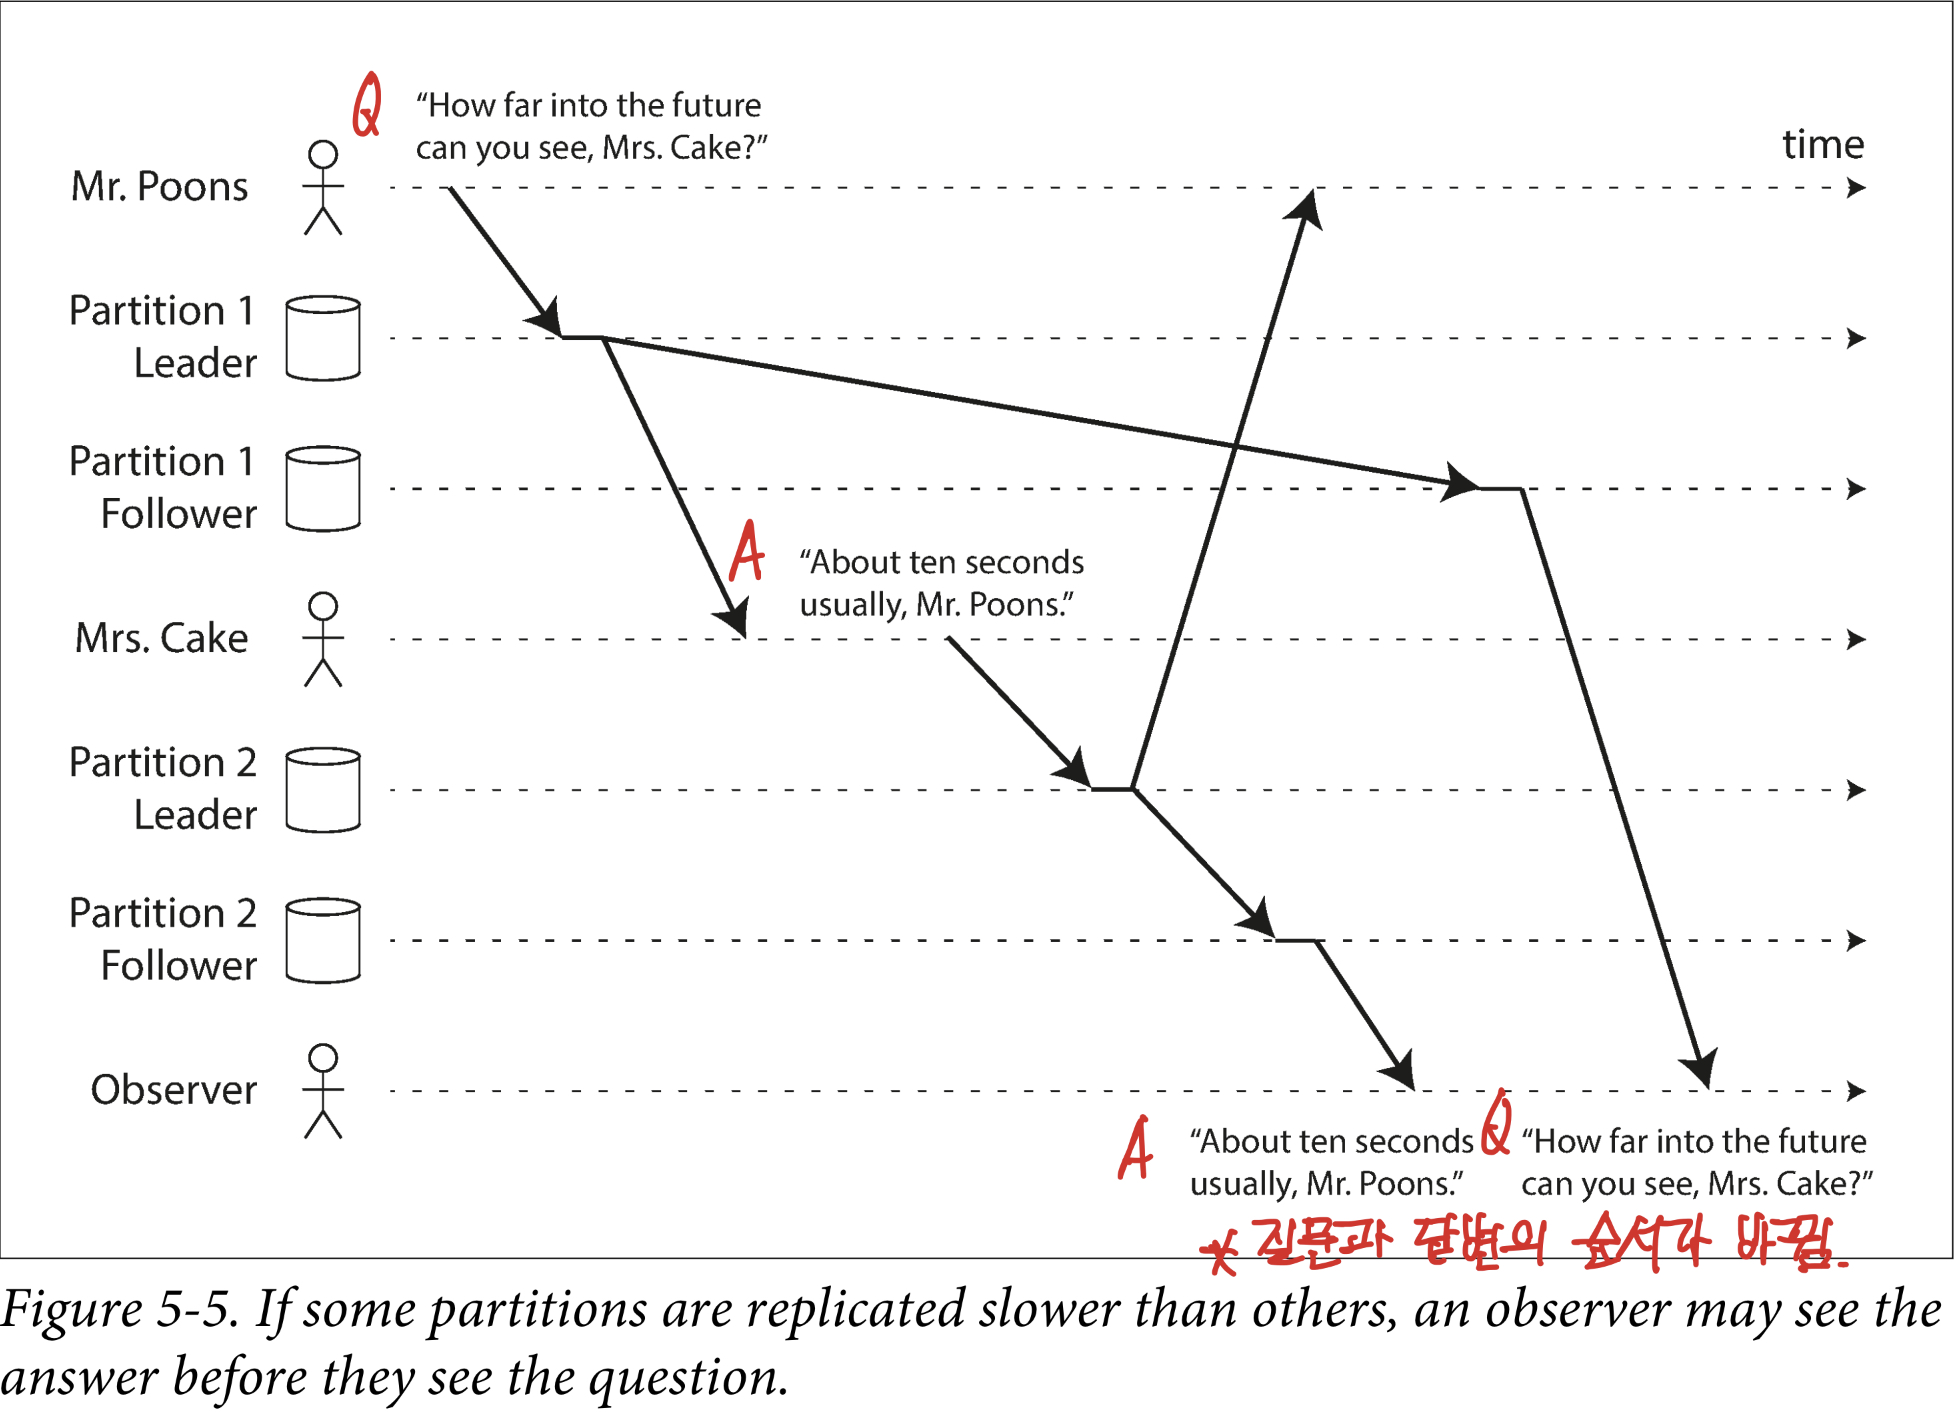 Q
“How far into the future
can you see, Mrs. Cake?”
time
Mr. Poons
Partition 1
Leader
Partition 1
Follower
A
“About ten seconds
usually, Mr. Poons.”
Mrs. Cake
Partition 2
Leader
Partition 2
Follower
Observer
A
“About ten seconds
usually, Mr. Poons.”
Q
“How far into the future
can you see, Mrs. Cake?”
* 질문과 답변의 순서가 바뀜.
Figure 5-5. If some partitions are replicated slower than others, an observer may see the
answer before they see the question.